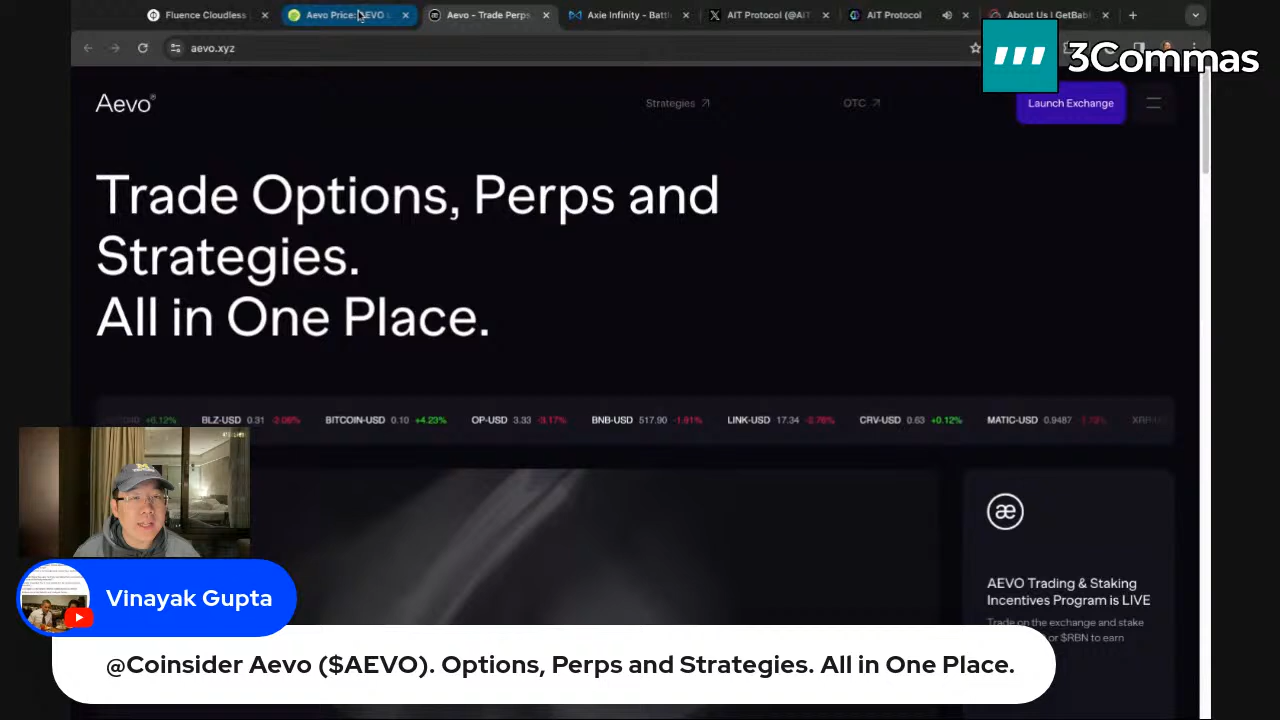 Fluence Cloudless
Aevo Price: AEVO L
Aevo - Trade Perps
Axie Infinity - Battl
AIT Protocol (@AIT
AIT Protocol
About Us | GetBabl
aevo.xyz
3Commas
Aevo®
Strategies ↗
OTC ↗
Launch Exchange
Trade Options, Perps and
Strategies.
All in One Place.
+6.12% BLZ-USD 0.31 -2.06% BITCOIN-USD 0.10 +4.23% OP-USD 3.33 -3.17% BNB-USD 517.90 -1.91% LINK-USD 17.34 -2.76% CRV-USD 0.63 +0.12% MATIC-USD 0.9487
æ
AEVO Trading & Staking
Incentives Program is LIVE
Trade on the exchange and stake
or $RBN to earn
Vinayak Gupta
@Coinsider Aevo ($AEVO). Options, Perps and Strategies. All in One Place.